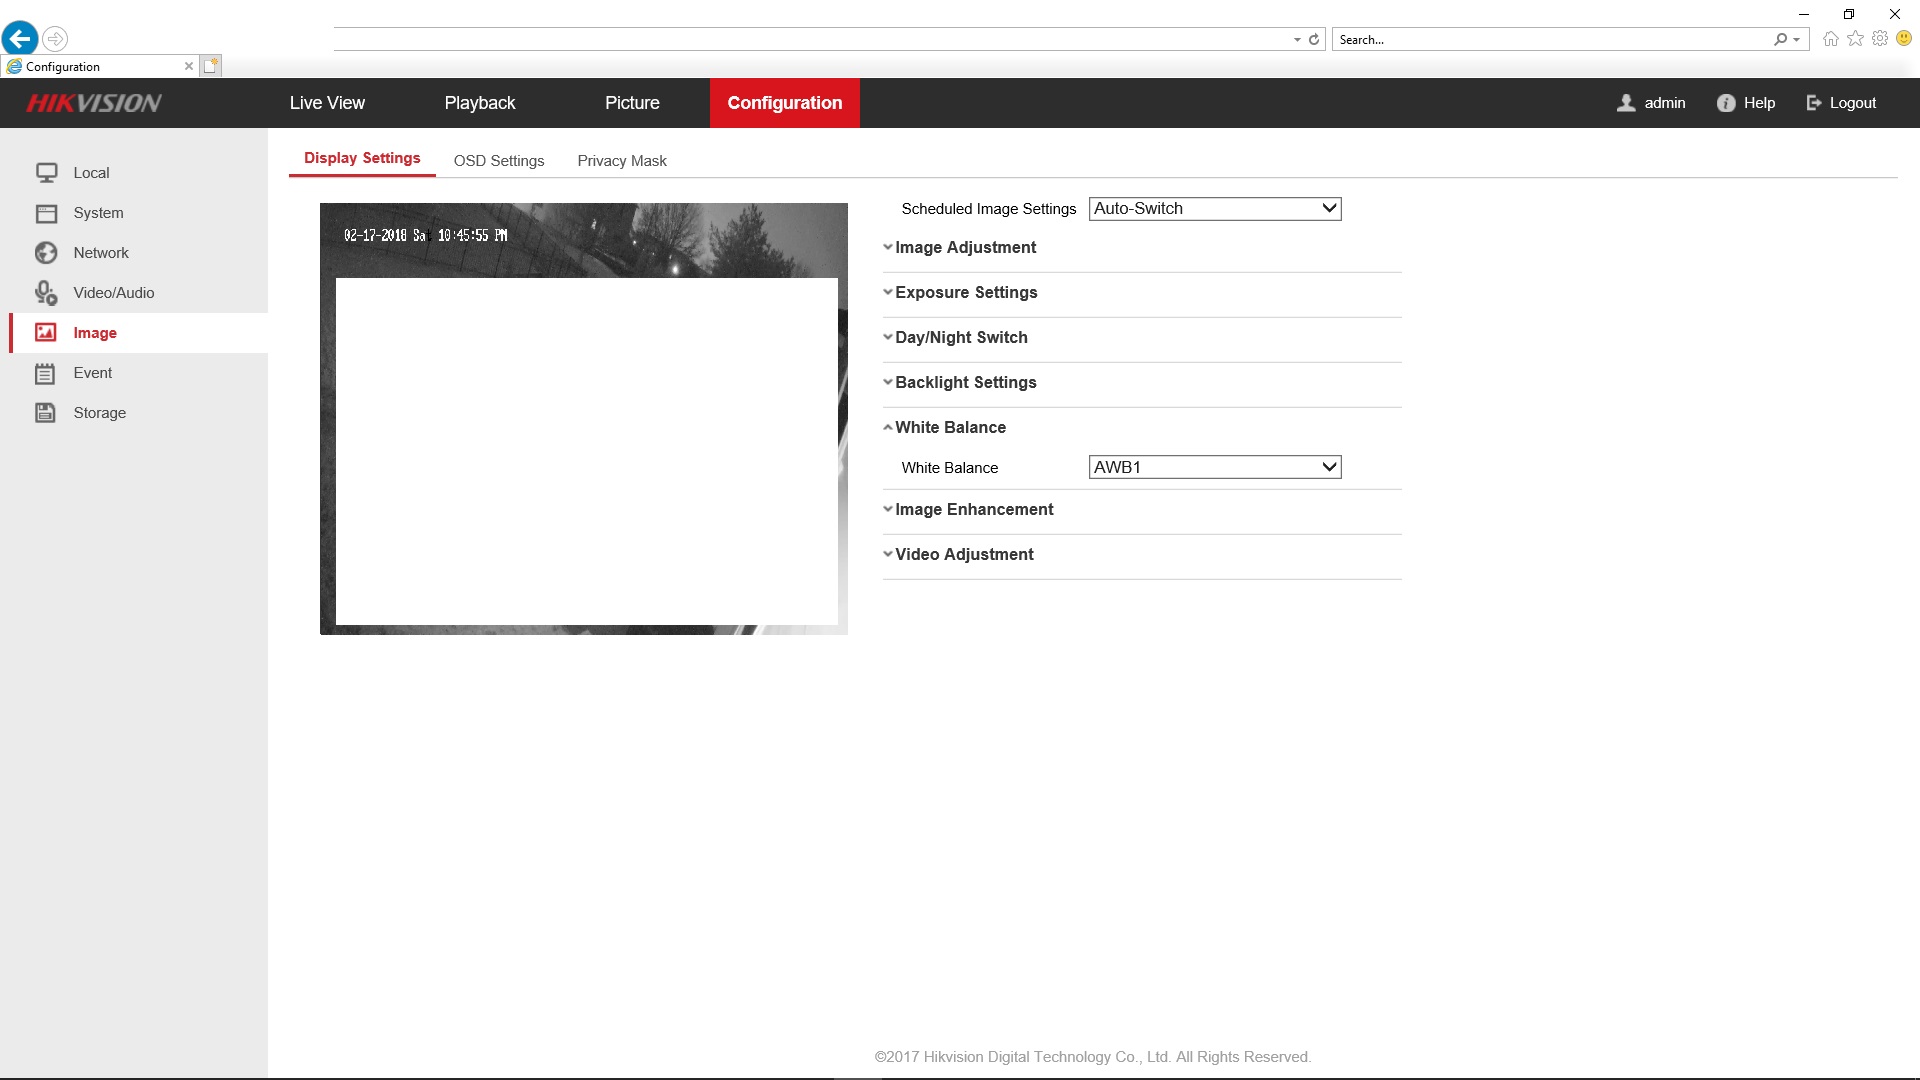 Search...
Configuration
HIKVISION
Live View
Playback
Picture
Configuration
admin
Help
Logout
Local
System
Network
Video/Audio
Image
Event
Storage
Display Settings
OSD Settings
Privacy Mask
02-17-2018 Sat 10:45:55 PM
Scheduled Image Settings
Auto-Switch
Image Adjustment
Exposure Settings
Day/Night Switch
Backlight Settings
White Balance
White Balance
AWB1
Image Enhancement
Video Adjustment
©2017 Hikvision Digital Technology Co., Ltd. All Rights Reserved.